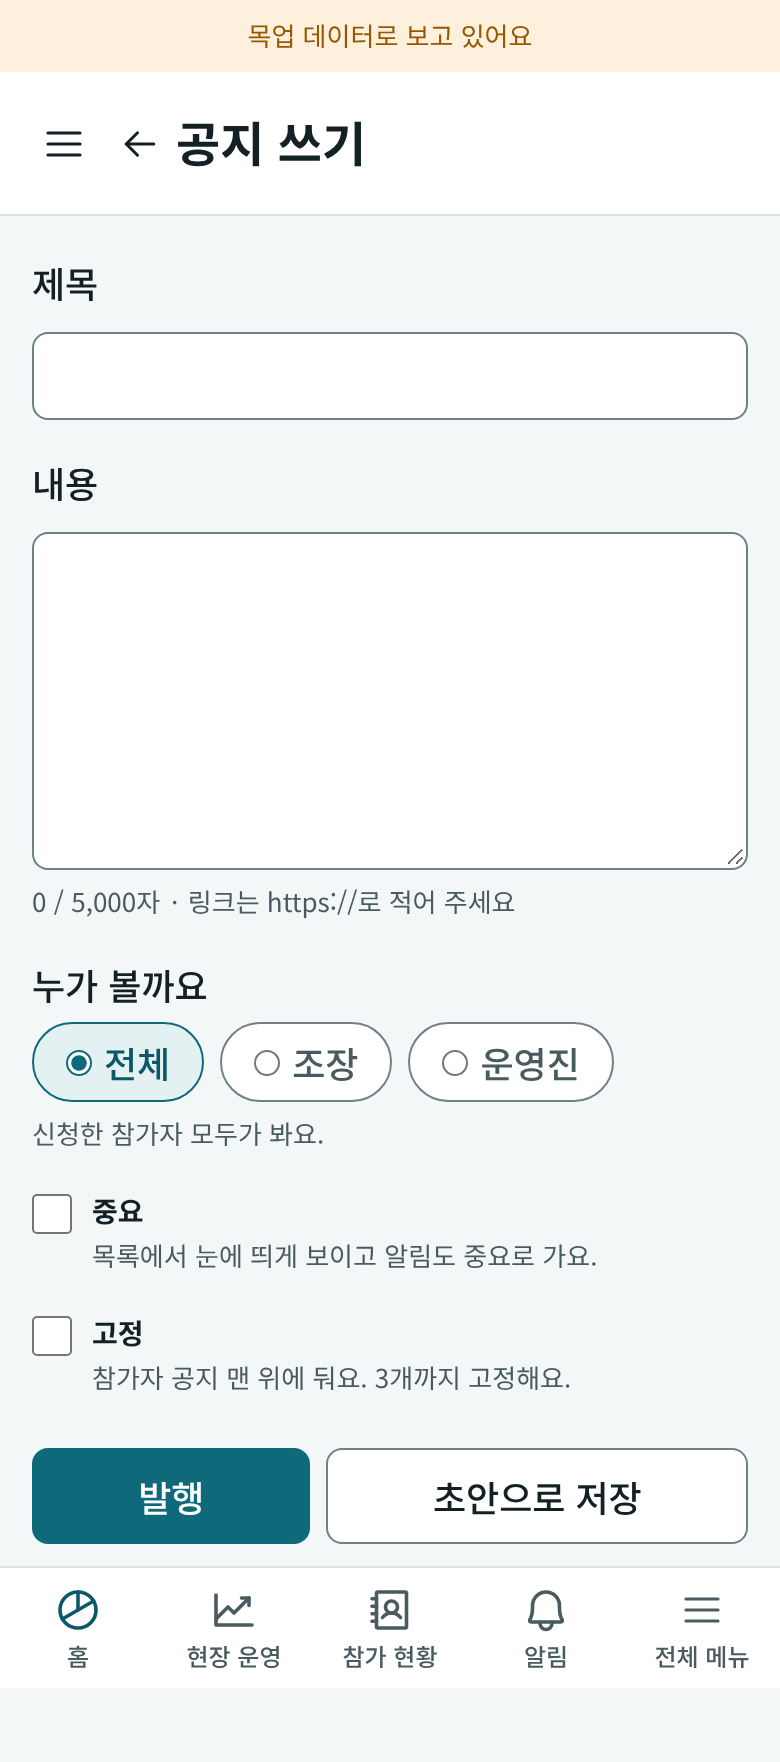 목업 데이터로 보고 있어요
공지 쓰기
제목
내용
0 / 5,000자 · 링크는 https://로 적어 주세요
누가 볼까요
전체 조장 운영진
신청한 참가자 모두가 봐요.
중요
목록에서 눈에 띄게 보이고 알림도 중요로 가요.
고정
참가자 공지 맨 위에 둬요. 3개까지 고정해요.
발행 초안으로 저장
홈 현장 운영 참가 현황 알림 전체 메뉴